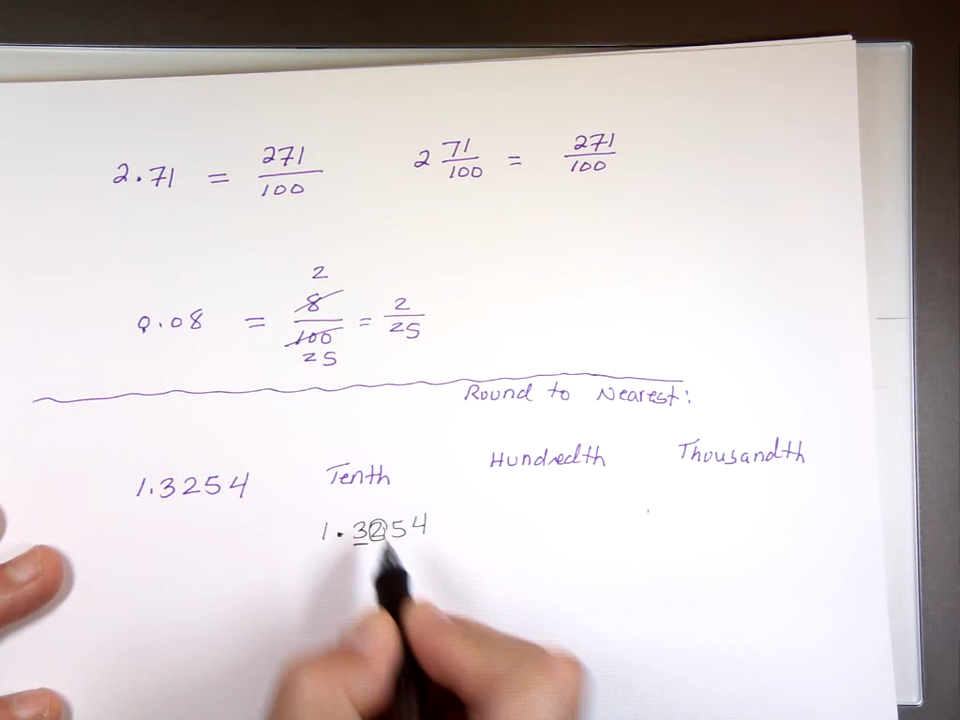 2.71 = 271/100    2 71/100 = 271/100
2
0.08 = 8/100 = 2/25
25
Round to Nearest:
1.3254    Tenth    Hundredth    Thousandth
1.3254